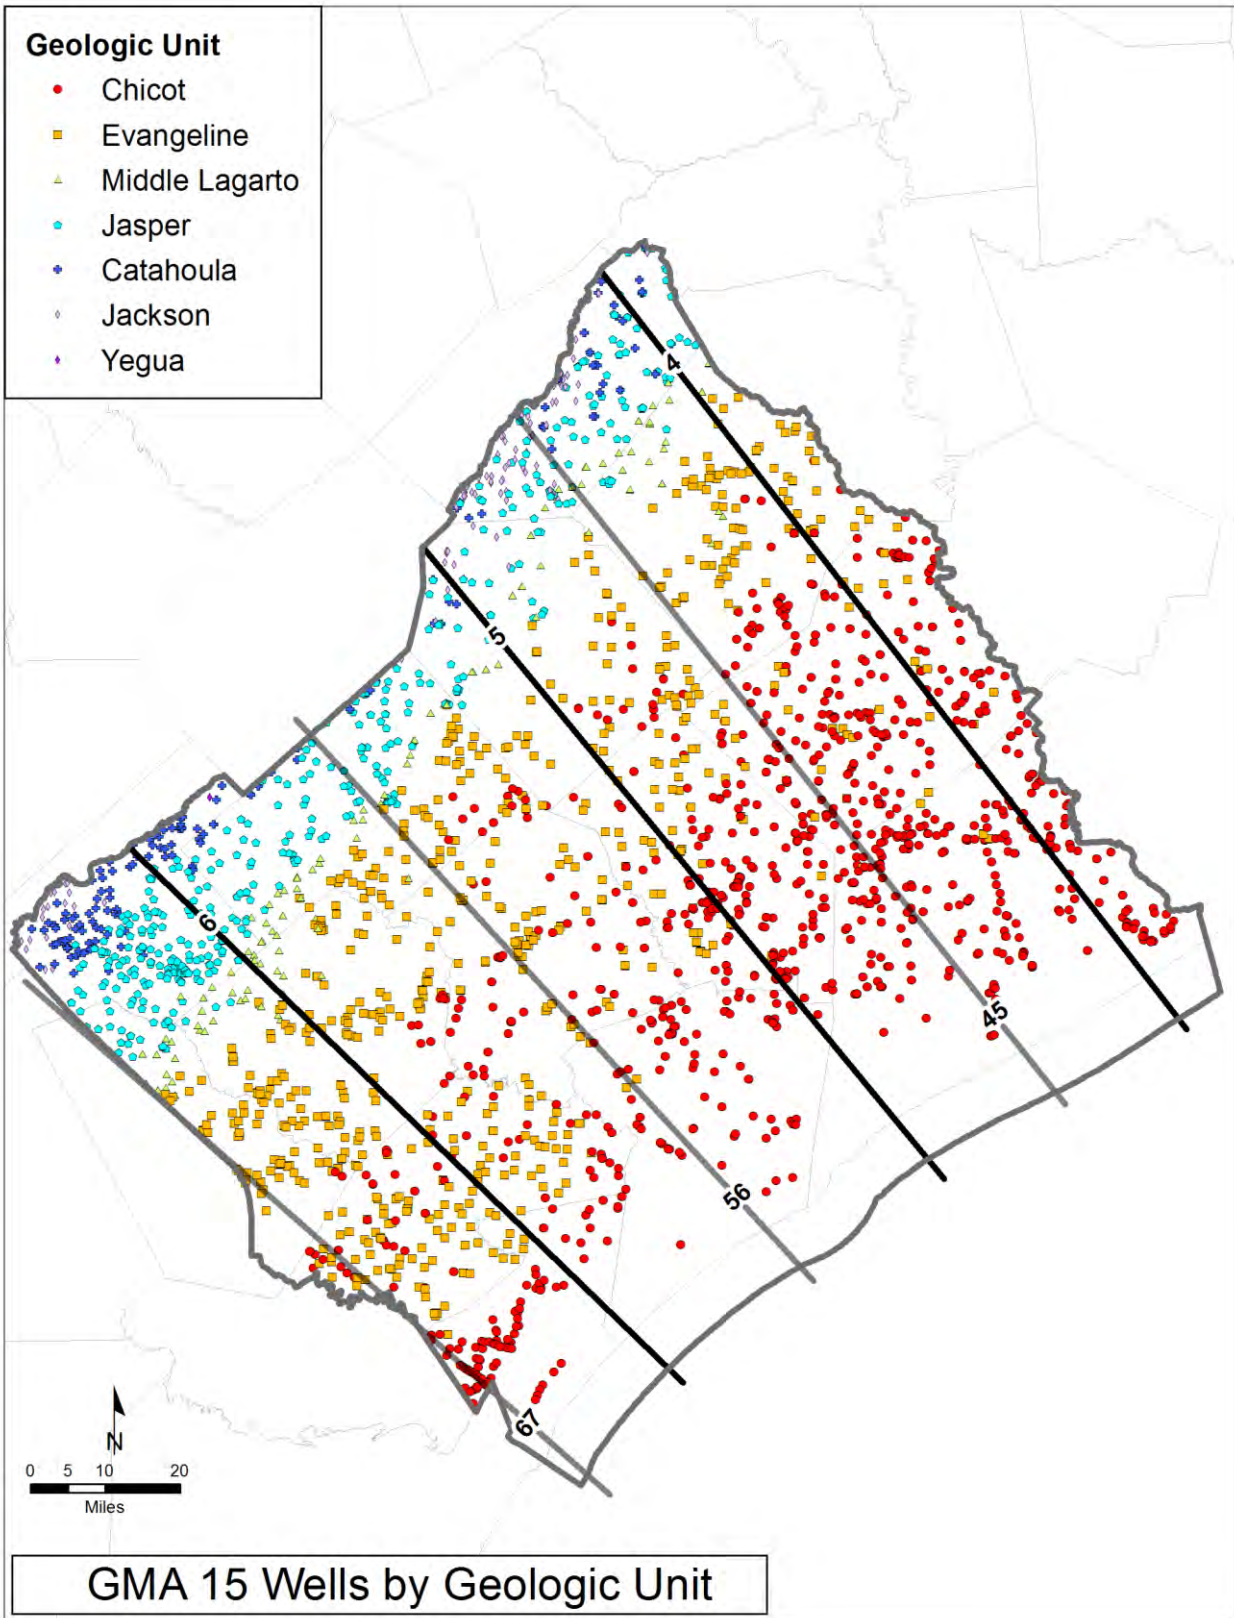 Geologic Unit
Chicot
Evangeline
Middle Lagarto
Jasper
Catahoula
Jackson
Yegua
4
5
6
45
56
67
N
0 5 10 20
Miles
GMA 15 Wells by Geologic Unit